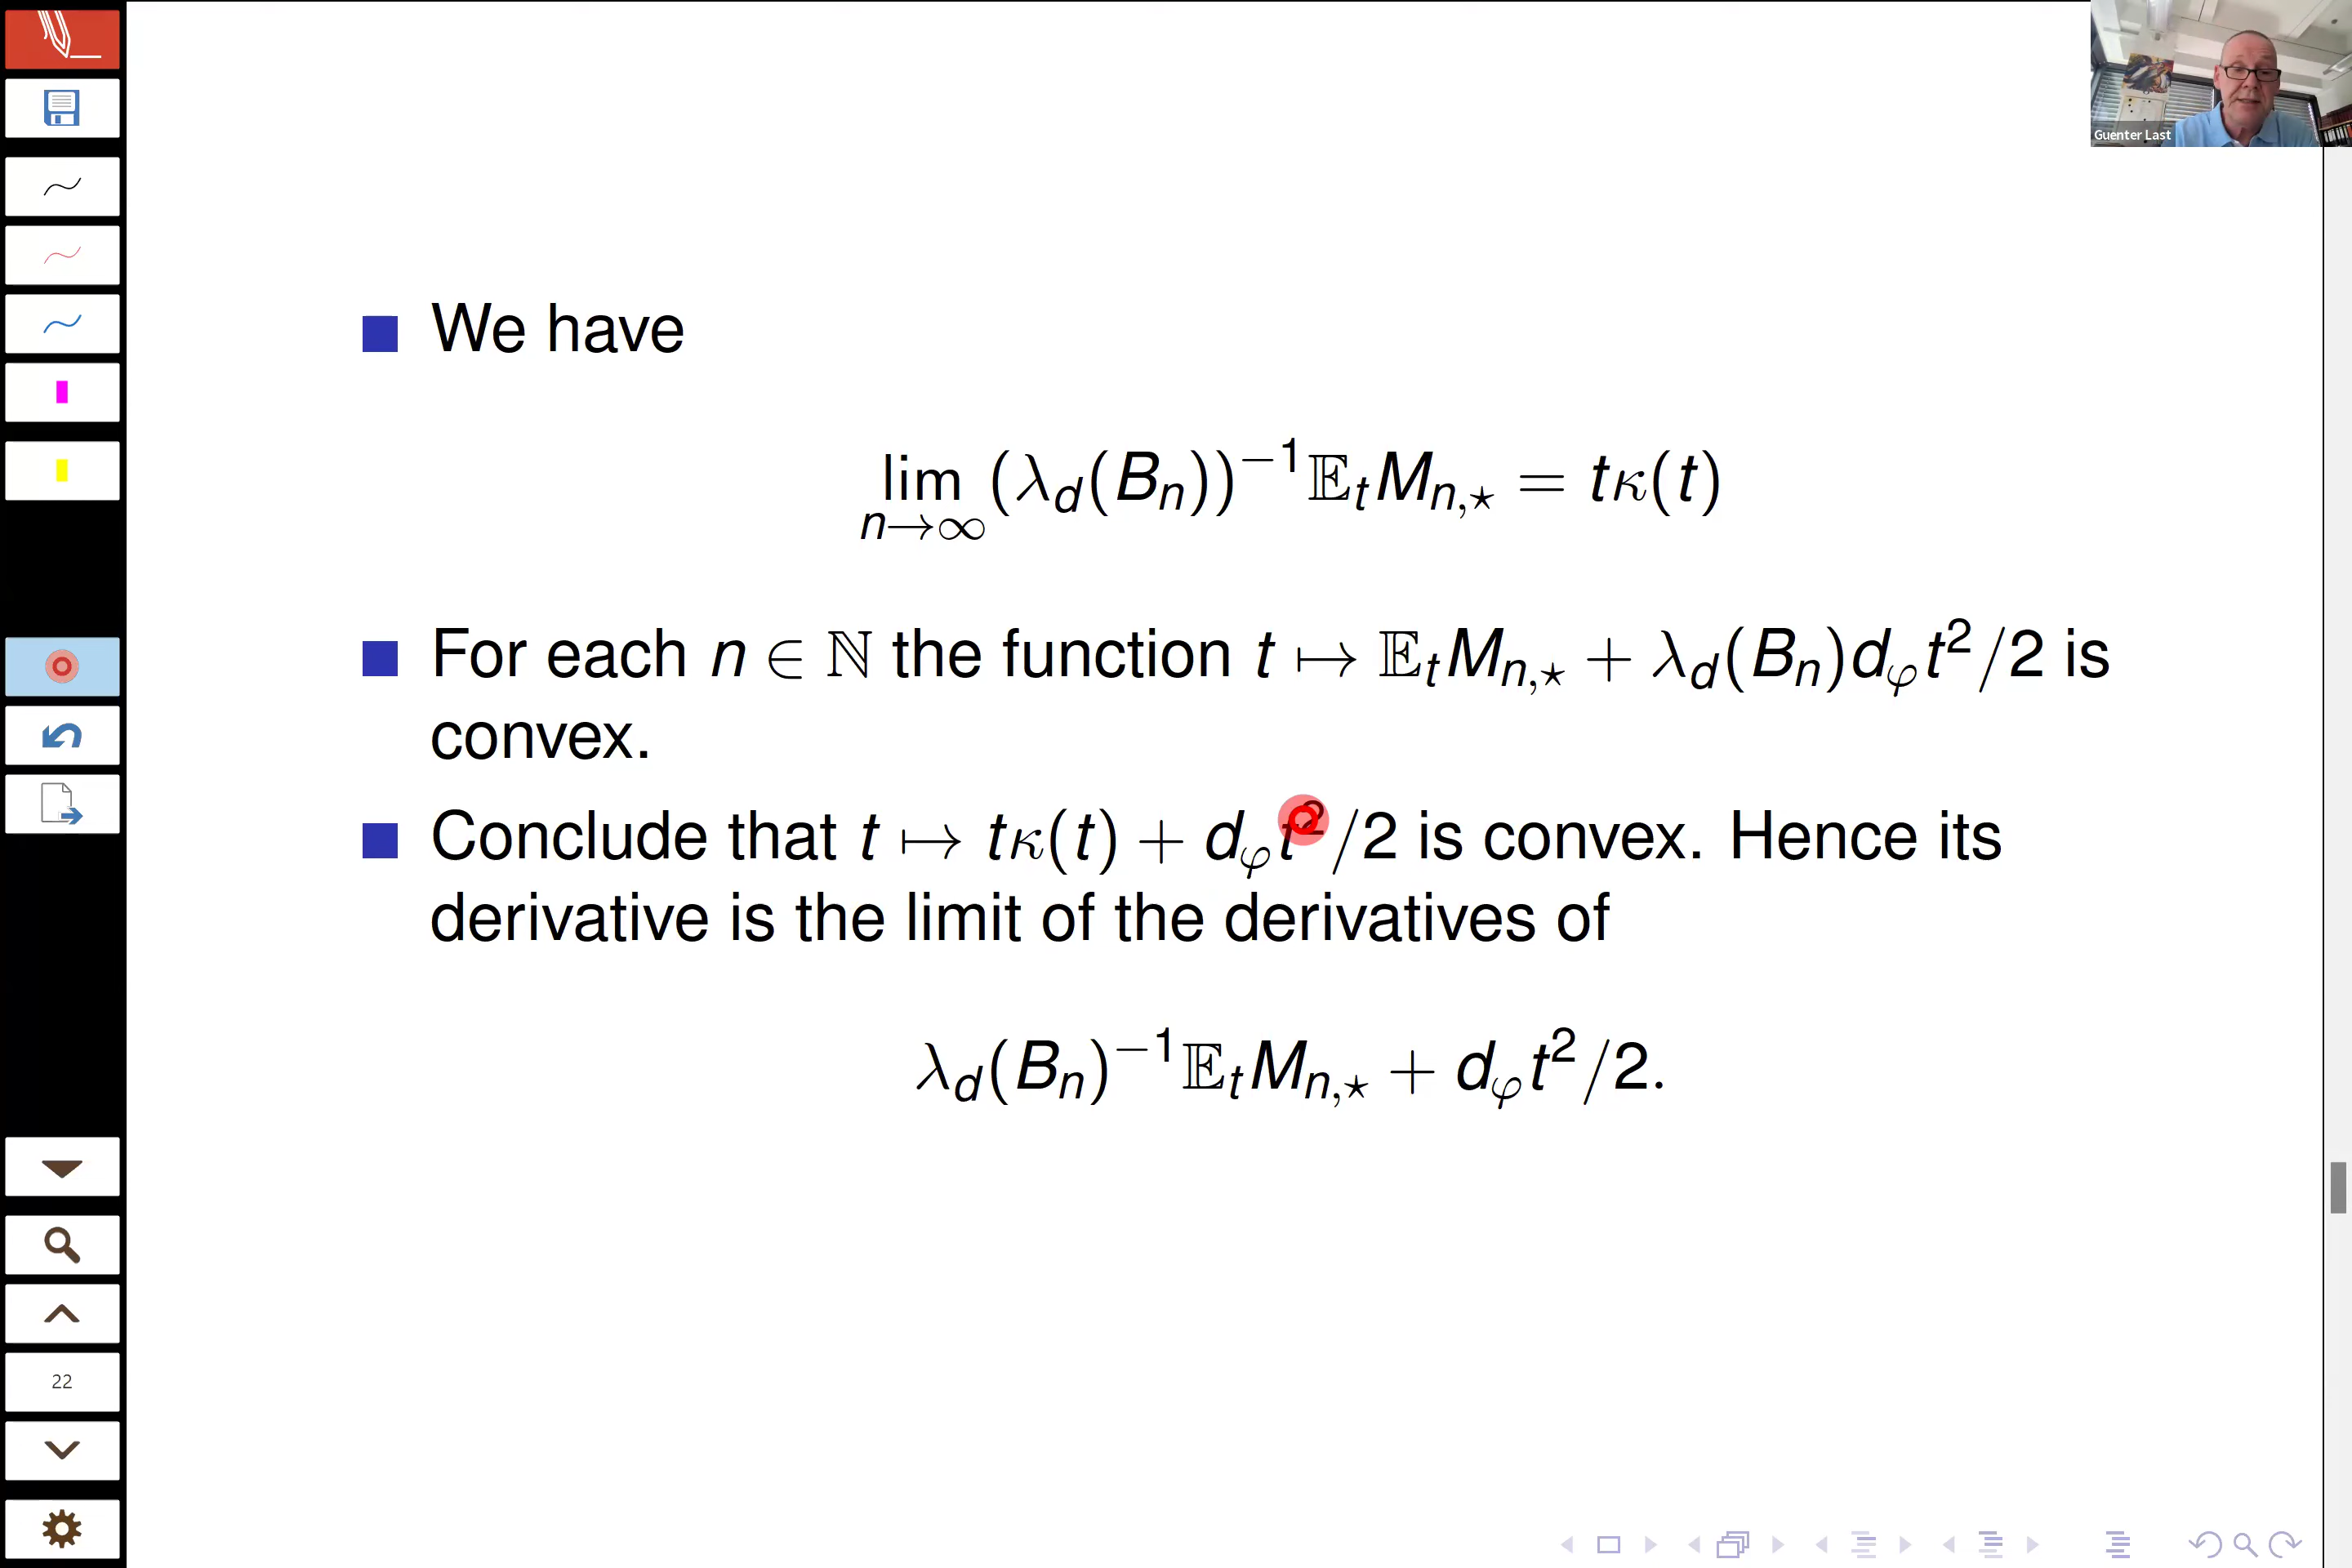 Guenter Last
We have
lim n→∞ (λ_d(B_n))^{−1} 𝔼_t M_{n,⋆} = tκ(t)
For each n ∈ ℕ the function t ↦ 𝔼_t M_{n,⋆} + λ_d(B_n)d_φ t²/2 is
convex.
Conclude that t ↦ tκ(t) + d_φ t²/2 is convex. Hence its
derivative is the limit of the derivatives of
λ_d(B_n)^{−1} 𝔼_t M_{n,⋆} + d_φ t²/2.
22